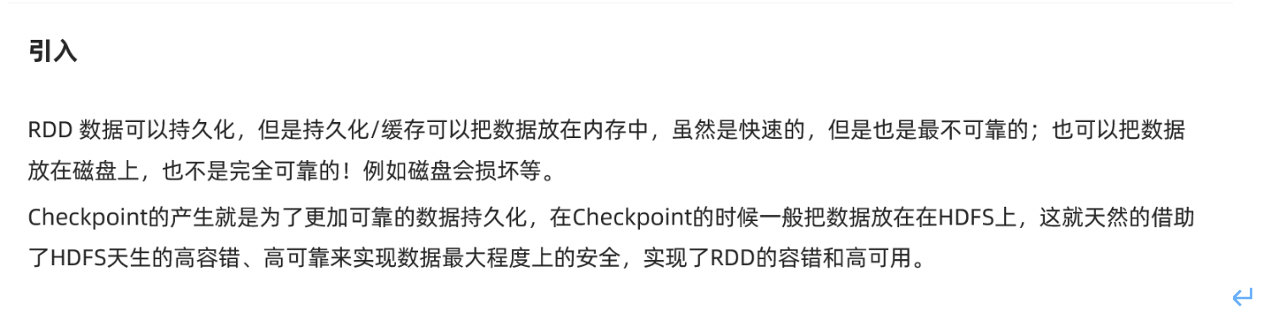 引入
RDD 数据可以持久化，但是持久化/缓存可以把数据放在内存中，虽然是快速的，但是也是最不可靠的；也可以把数据
放在磁盘上，也不是完全可靠的！例如磁盘会损坏等。
Checkpoint的产生就是为了更加可靠的数据持久化，在Checkpoint的时候一般把数据放在在HDFS上，这就天然的借助
了HDFS天生的高容错、高可靠来实现数据最大程度上的安全，实现了RDD的容错和高可用。